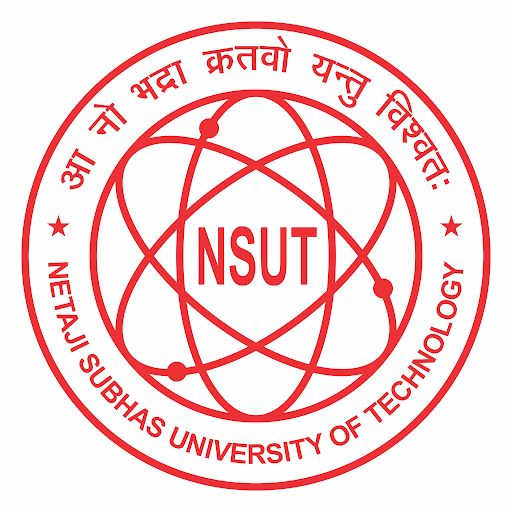 आ नो भद्रा क्रतवो यन्तु विश्वतः
NSUT
★ NETAJI SUBHAS UNIVERSITY OF TECHNOLOGY ★